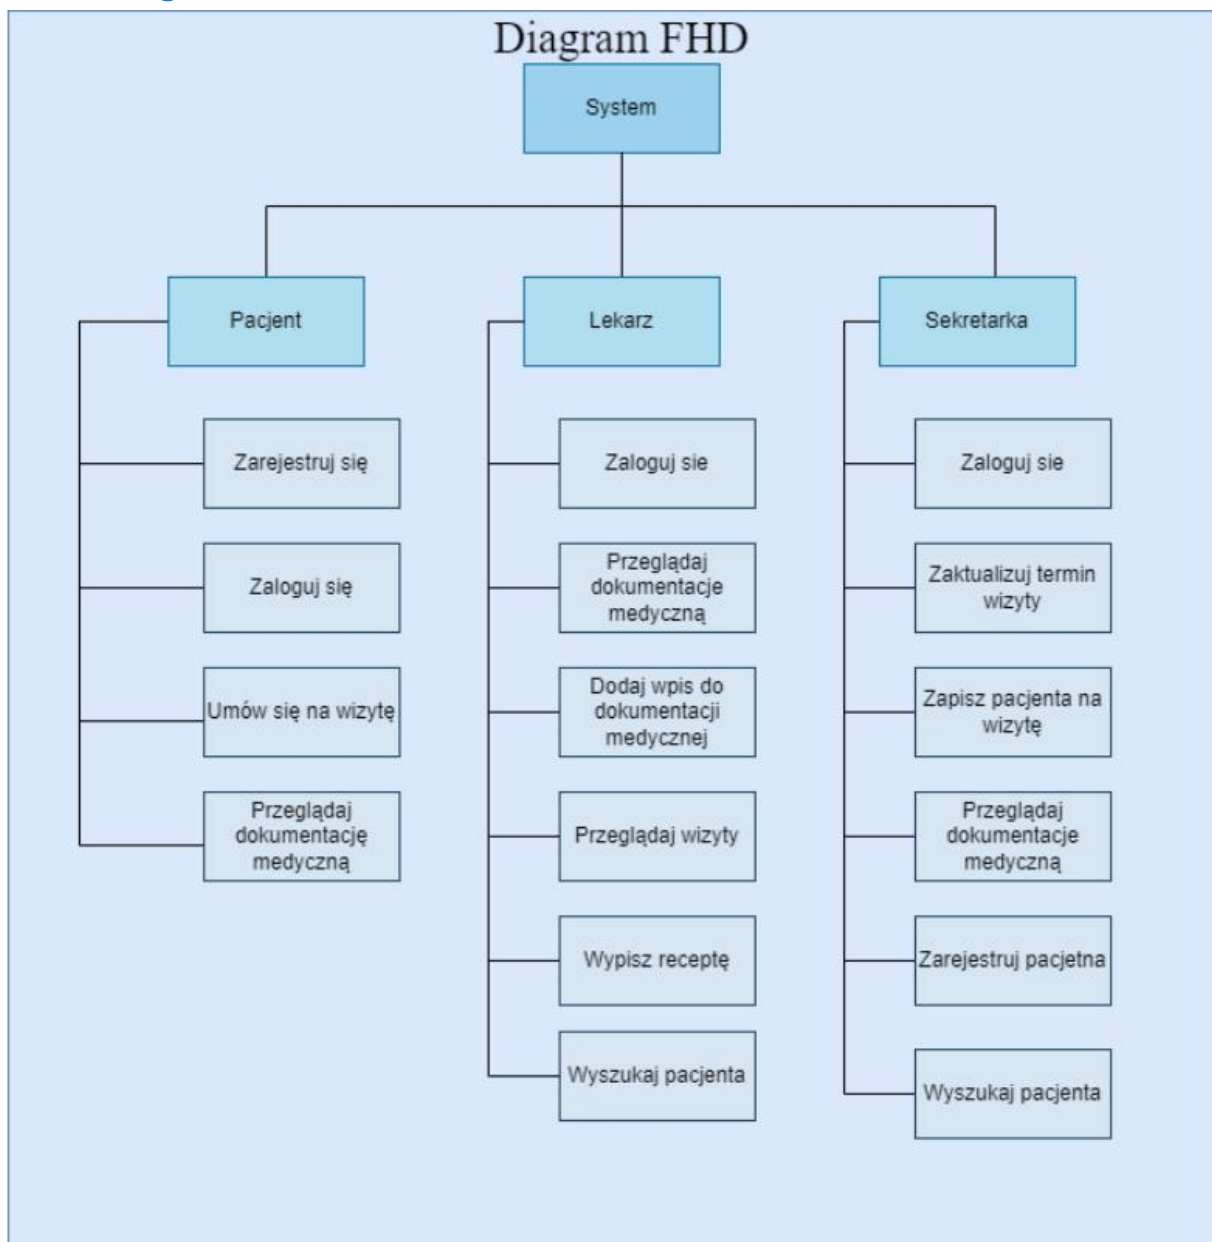 Diagram FHD
System
Pacjent
Lekarz
Sekretarka
Zarejestruj się
Zaloguj się
Umów się na wizytę
Przeglądaj
dokumentację
medyczną
Zaloguj sie
Przeglądaj
dokumentacje
medyczną
Dodaj wpis do
dokumentacji
medycznej
Przeglądaj wizyty
Wypisz receptę
Wyszukaj pacjenta
Zaloguj sie
Zaktualizuj termin
wizyty
Zapisz pacjenta na
wizytę
Przeglądaj
dokumentacje
medyczną
Zarejestruj pacjetna
Wyszukaj pacjenta